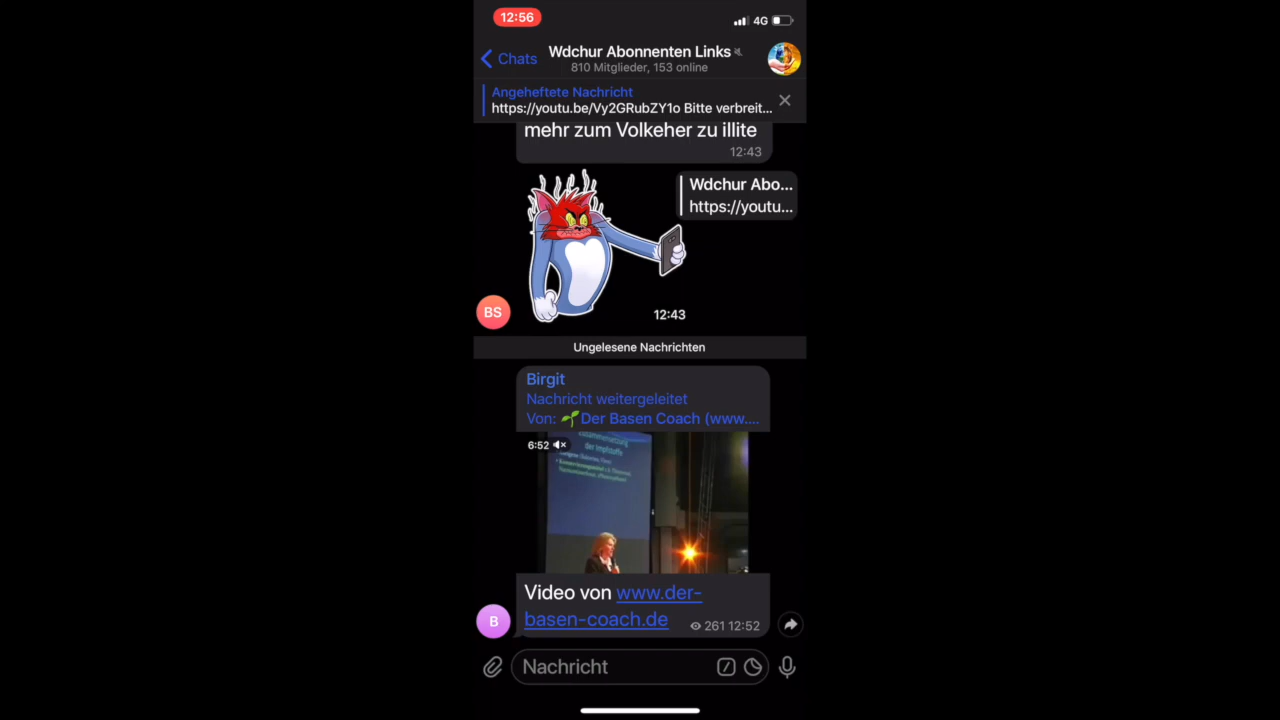 12:56
4G
Chats
Wdchur Abonnenten Links
810 Mitglieder, 153 online
Angeheftete Nachricht
https://youtu.be/Vy2GRubZY1o Bitte verbreit...
mehr zum Volkeher zu illite
12:43
Wdchur Abo...
https://youtu...
BS
12:43
Ungelesene Nachrichten
Birgit
Nachricht weitergeleitet
Von: 🌱Der Basen Coach (www....
6:52
der Impfstoffe
Video von www.der-
basen-coach.de
261 12:52
B
Nachricht